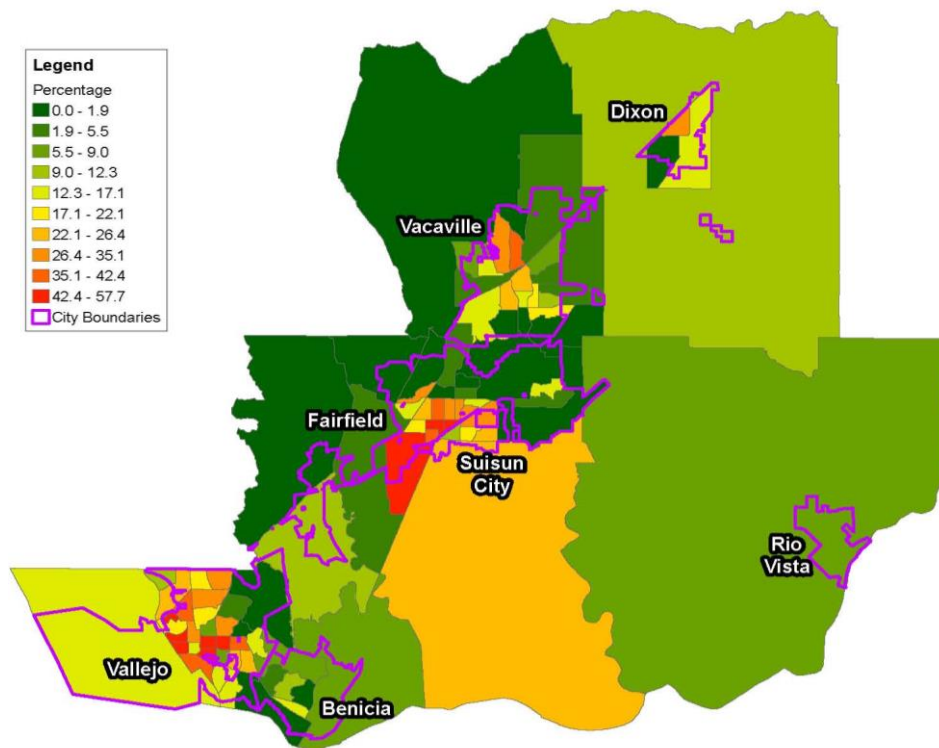 Legend
Percentage
0.0 - 1.9
1.9 - 5.5
5.5 - 9.0
9.0 - 12.3
12.3 - 17.1
17.1 - 22.1
22.1 - 26.4
26.4 - 35.1
35.1 - 42.4
42.4 - 57.7
City Boundaries
Dixon
Vacaville
Fairfield
Suisun
City
Rio
Vista
Vallejo
Benicia